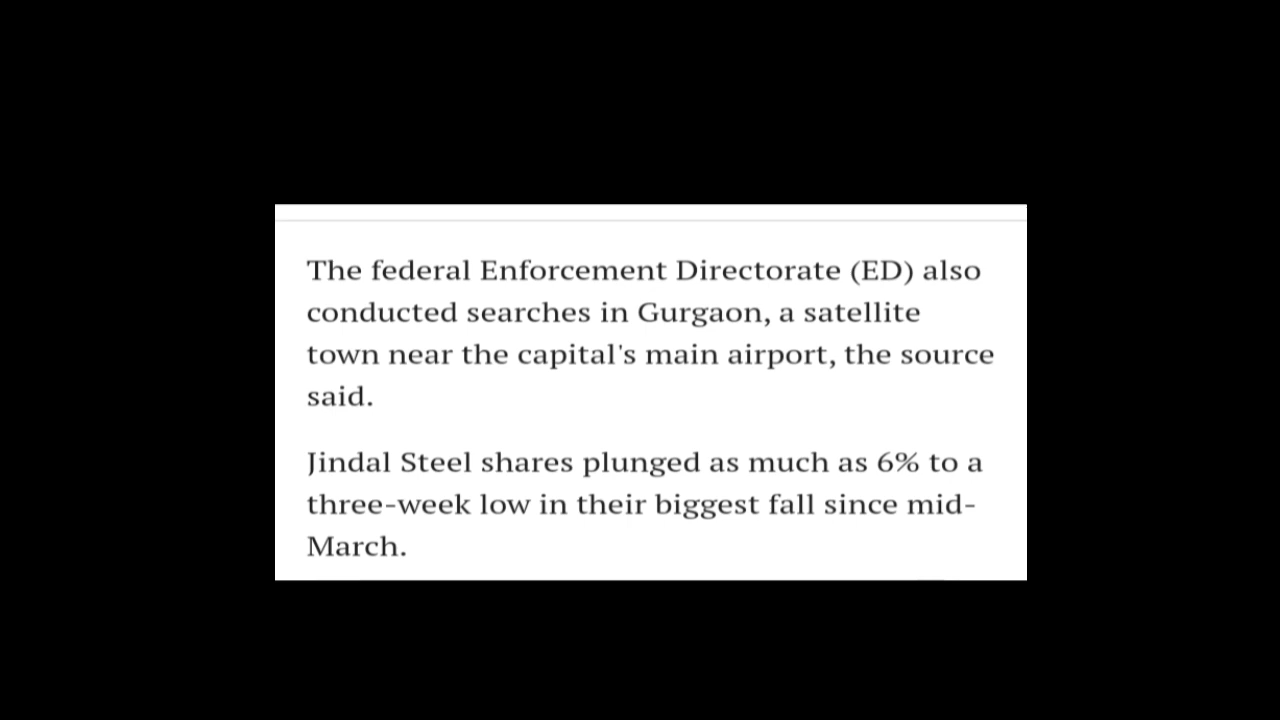 The federal Enforcement Directorate (ED) also
conducted searches in Gurgaon, a satellite
town near the capital's main airport, the source
said.
Jindal Steel shares plunged as much as 6% to a
three-week low in their biggest fall since mid-
March.